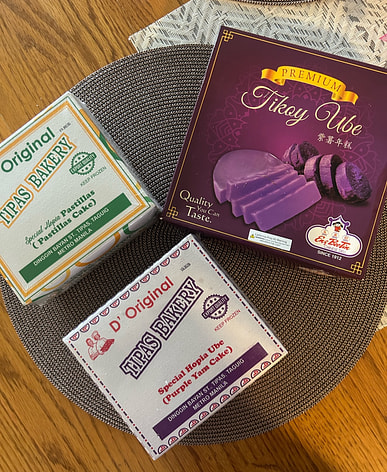 D' Original
TIPAS BAKERY
KEEP FROZEN
Special Hopia Pastillas
(Pastillas Cake)
DINGGIN BAYAN ST. TIPAS, TAGUIG
METRO MANILA
PREMIUM
Tikoy Ube
紫薯年糕
Quality
You Can
Taste.
Eng Bee Tin
SINCE 1912
D' Original
TIPAS BAKERY
KEEP FROZEN
Special Hopia Ube
(Purple Yam Cake)
DINGGIN BAYAN ST. TIPAS, TAGUIG
METRO MANILA